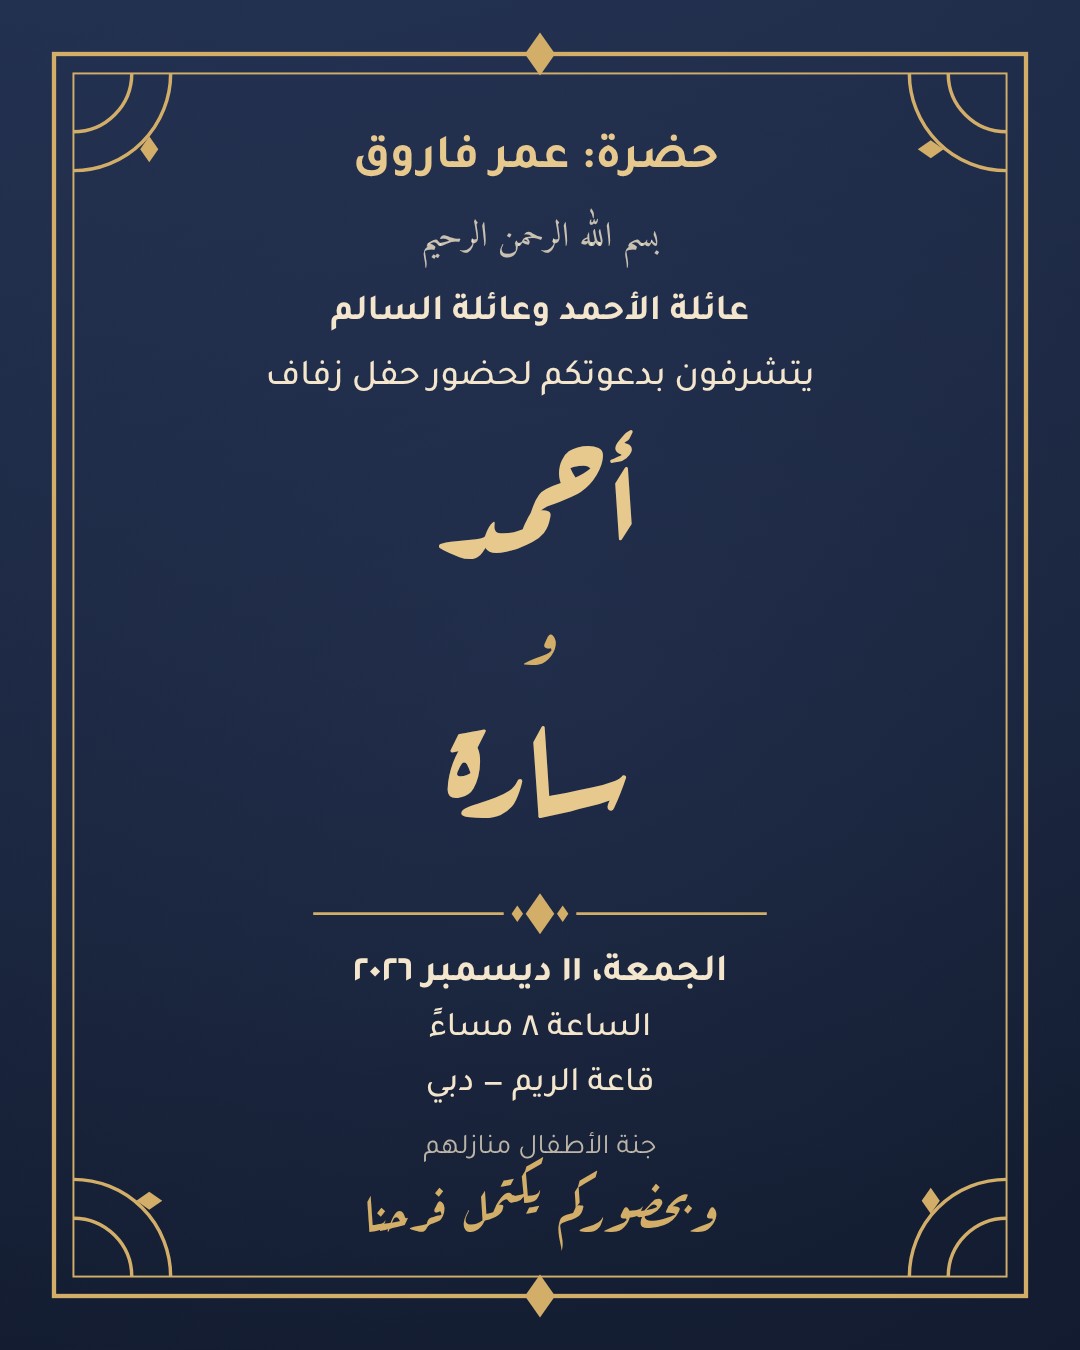 حضرة: عمر فاروق
بسم الله الرحمن الرحيم
عائلة الأحمد وعائلة السالم
يتشرفون بدعوتكم لحضور حفل زفاف
أحمد
و
سارة
الجمعة، ١١ ديسمبر ٢٠٢٦
الساعة ٨ مساءً
قاعة الريم – دبي
جنة الأطفال منازلهم
وبحضوركم يكتمل فرحنا